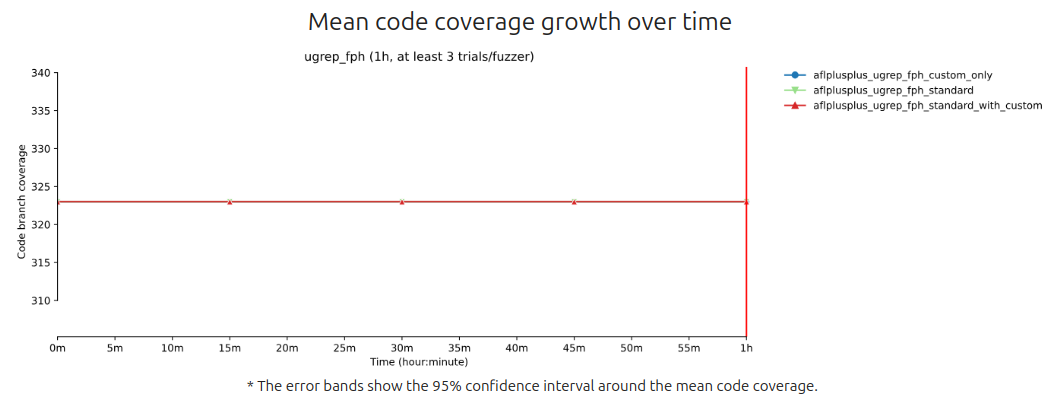 Mean code coverage growth over time
ugrep_fph (1h, at least 3 trials/fuzzer)
aflplusplus_ugrep_fph_custom_only
aflplusplus_ugrep_fph_standard
aflplusplus_ugrep_fph_standard_with_custom
Code branch coverage
340
335
330
325
320
315
310
0m 5m 10m 15m 20m 25m 30m 35m 40m 45m 50m 55m 1h
Time (hour:minute)
* The error bands show the 95% confidence interval around the mean code coverage.